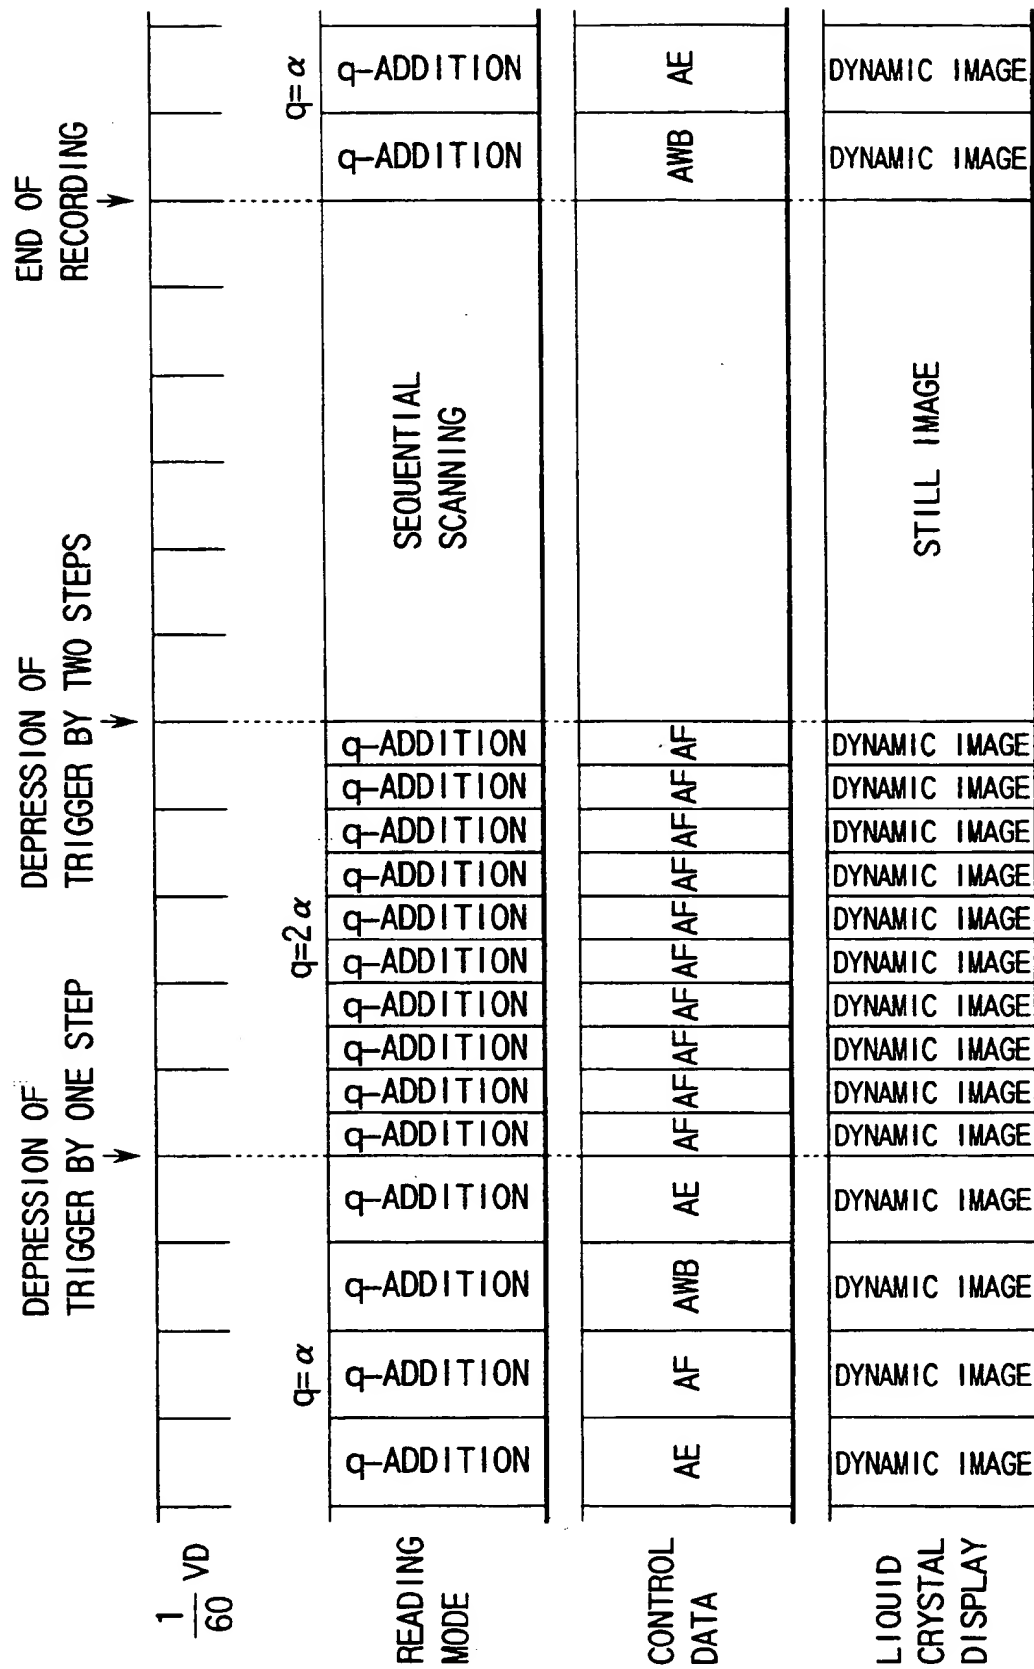 DEPRESSION OF
TRIGGER BY ONE STEP
DEPRESSION OF
TRIGGER BY TWO STEPS
END OF
RECORDING
1/60 VD
q=α
q=2α
q=α
READING
MODE
q-ADDITION
q-ADDITION
q-ADDITION
q-ADDITION
q-ADDITION
q-ADDITION
q-ADDITION
q-ADDITION
q-ADDITION
q-ADDITION
q-ADDITION
q-ADDITION
q-ADDITION
q-ADDITION
SEQUENTIAL
SCANNING
q-ADDITION
q-ADDITION
CONTROL
DATA
AE
AF
AWB
AE
AF
AF
AF
AF
AF
AF
AF
AF
AF
AF
AWB
AE
LIQUID
CRYSTAL
DISPLAY
DYNAMIC IMAGE
DYNAMIC IMAGE
DYNAMIC IMAGE
DYNAMIC IMAGE
DYNAMIC IMAGE
DYNAMIC IMAGE
DYNAMIC IMAGE
DYNAMIC IMAGE
DYNAMIC IMAGE
DYNAMIC IMAGE
DYNAMIC IMAGE
DYNAMIC IMAGE
DYNAMIC IMAGE
DYNAMIC IMAGE
STILL IMAGE
DYNAMIC IMAGE
DYNAMIC IMAGE